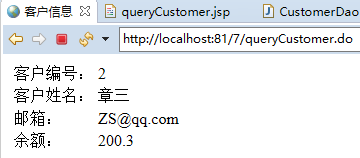 客户信息 queryCustomer.jsp CustomerDao
http://localhost:81/7/queryCustomer.do
客户编号： 2
客户姓名： 章三
邮箱： ZS@qq.com
余额： 200.3